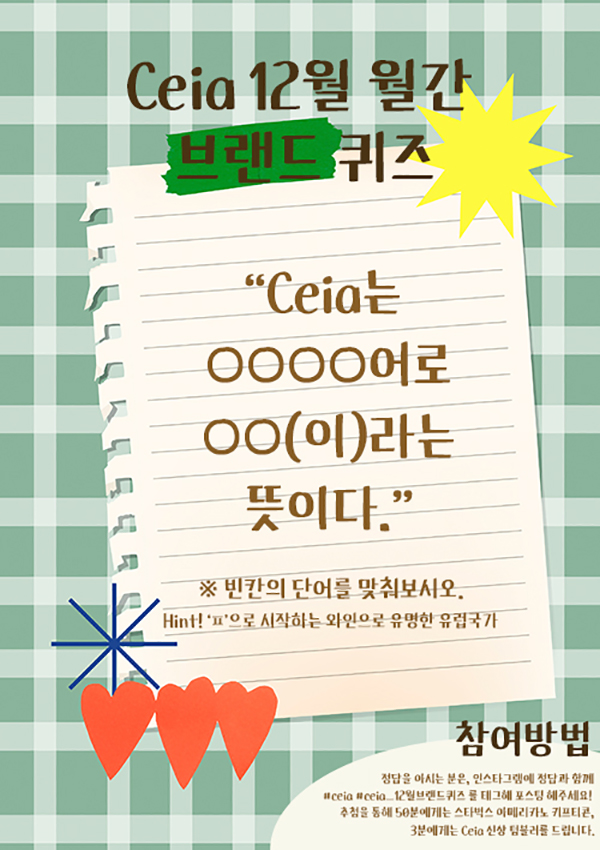 Ceia 12월 월간
브랜드 퀴즈
“Ceia는
○○○○어로
○○(이)라는
뜻이다.”
※ 빈칸의 단어를 맞춰보시오.
Hint! ‘ㅍ’으로 시작하는 와인으로 유명한 유럽국가
참여방법
정답을 아시는 분은, 인스타그램에 정답과 함께
#ceia #ceia_12월브랜드퀴즈 를 태그해 포스팅 해주세요!
추첨을 통해 50분에게는 스타벅스 아메리카노 기프티콘,
3분에게는 Ceia 신상 텀블러를 드립니다.